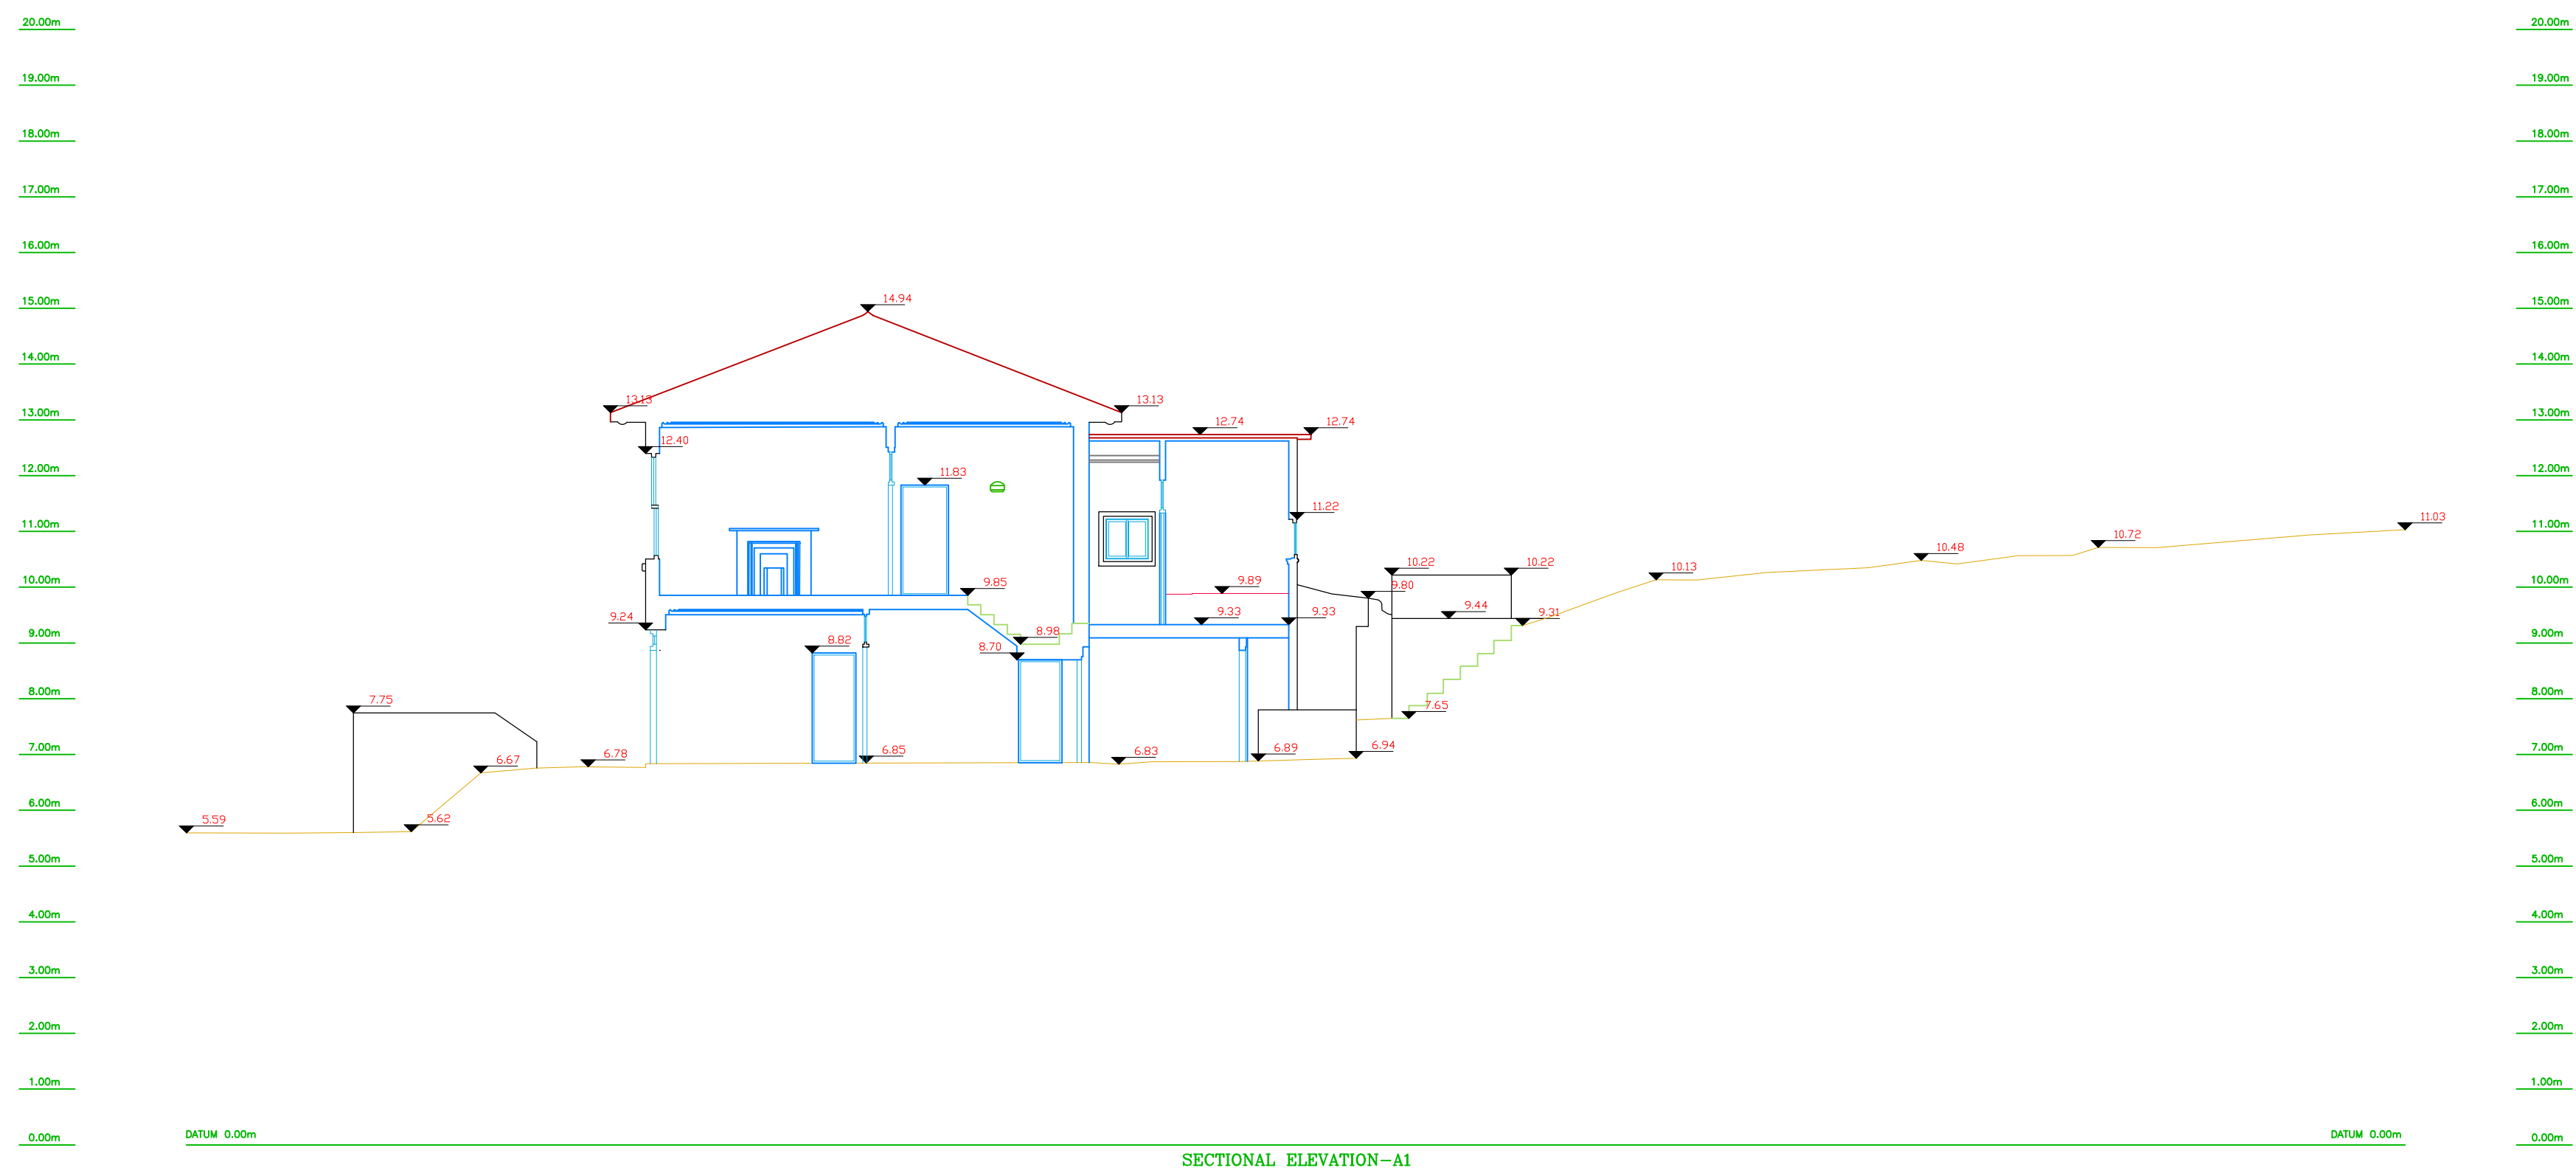 20.00m 20.00m
19.00m 19.00m
18.00m 18.00m
17.00m 17.00m
16.00m 16.00m
15.00m 14.94 15.00m
14.00m 14.00m
13.13 13.13
13.00m 12.74 12.74 13.00m
12.40
12.00m 11.83 12.00m
11.22
11.00m 11.03 11.00m
10.72
10.48
10.22 10.22 10.13
10.00m 9.85 9.89 9.80 10.00m
9.24 9.33 9.33 9.44 9.31
9.00m 8.98 9.00m
8.82 8.70
8.00m 8.00m
7.75 7.65
7.00m 6.78 6.85 6.83 6.89 6.94 7.00m
6.67
6.00m 6.00m
5.59 5.62
5.00m 5.00m
4.00m 4.00m
3.00m 3.00m
2.00m 2.00m
1.00m 1.00m
0.00m DATUM 0.00m DATUM 0.00m 0.00m
SECTIONAL ELEVATION-A1